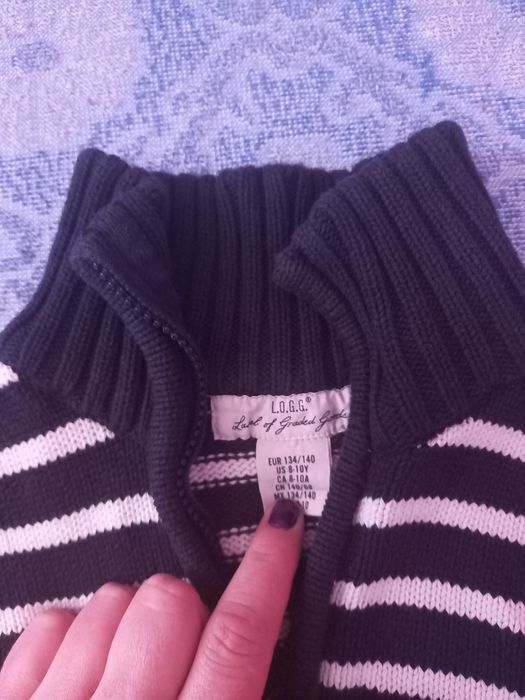 L.O.G.G.®
Label of Graded Goods
EUR 134/140
US 8-10Y
CA 8-10A
CN 140/68
MX 134/140